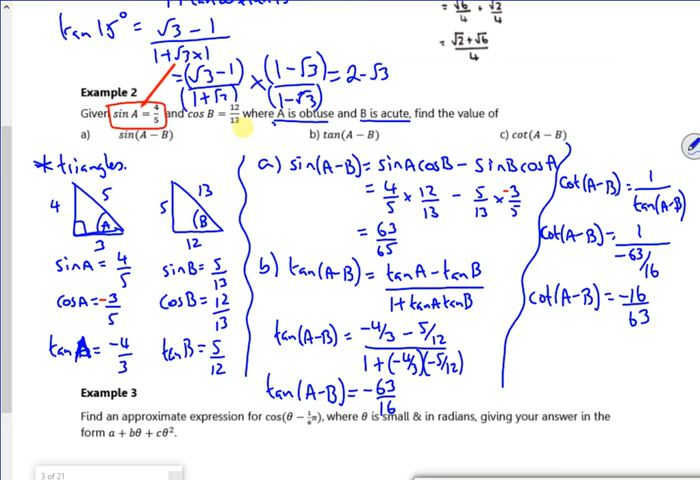 tan 15° = √3 - 1 / 1 + √3 × 1
= (√3 - 1) / (1 + √3) × (1 - √3) / (1 - √3) = 2 - √3
= √6/4 + √2/4
= √2 + √6 / 4
Example 2
Given sin A = 4/5 and cos B = 12/13 where A is obtuse and B is acute, find the value of
a) sin(A − B) b) tan(A − B) c) cot(A − B)
* triangles.
4 5 A 3
5 13 B 12
sinA = 4/5 sinB = 5/13
cosA = -3/5 cosB = 12/13
tan A = -4/3 tanB = 5/12
a) sin(A-B) = sinA cosB - sinB cosA
= 4/5 × 12/13 - 5/13 × -3/5
= 63/65
b) tan(A-B) = tanA - tanB / 1 + tanA tanB
tan(A-B) = -4/3 - 5/12 / 1 + (-4/3)(-5/12)
tan(A-B) = -63/16
cot(A-B) = 1 / tan(A-B)
cot(A-B) = 1 / -63/16
cot(A-B) = -16/63
Example 3
Find an approximate expression for cos(θ − 1/6 π), where θ is small & in radians, giving your answer in the
form a + bθ + cθ².
3 of 21